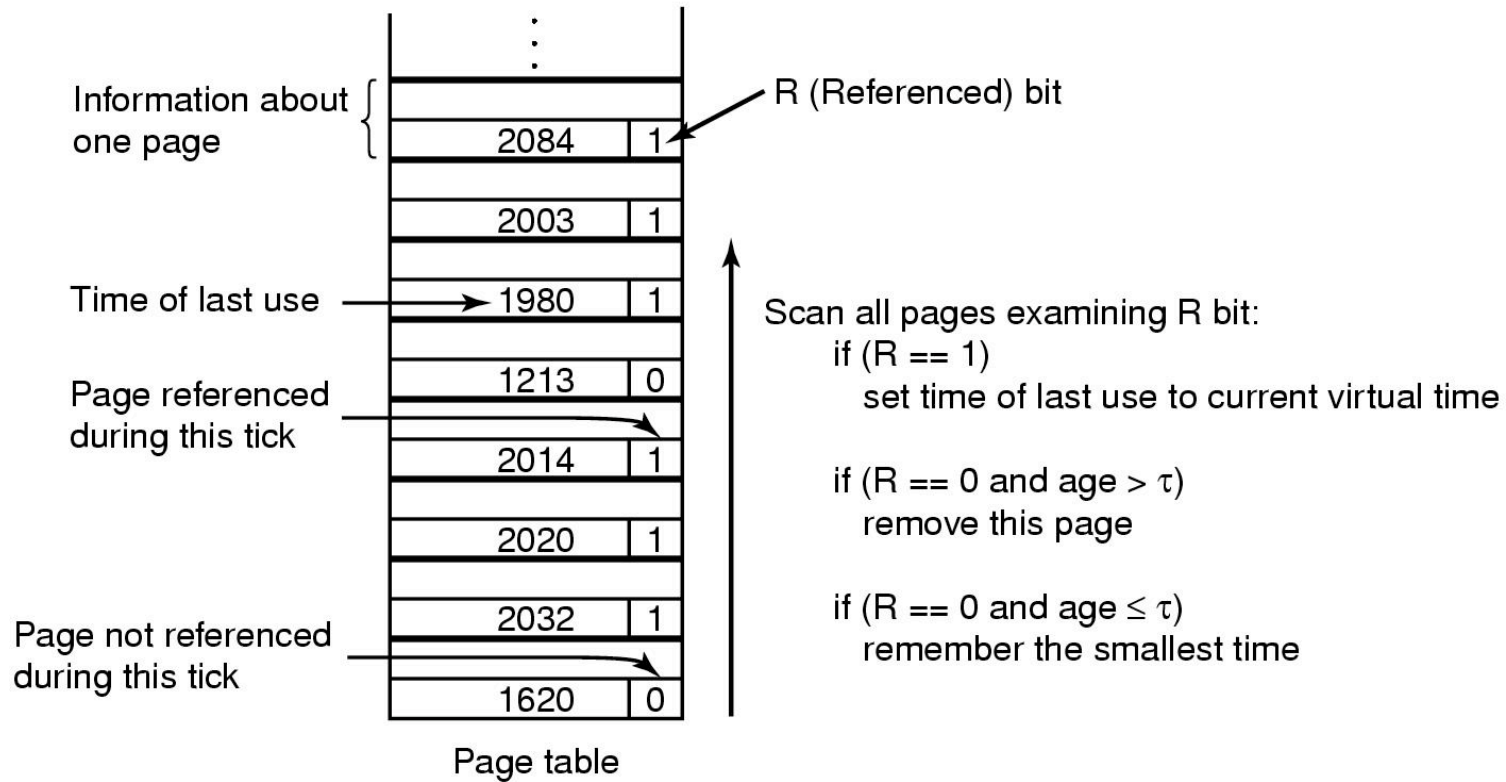 Information about
one page
R (Referenced) bit
2084 1
2003 1
Time of last use
1980 1
1213 0
Page referenced
during this tick
2014 1
2020 1
2032 1
Page not referenced
during this tick
1620 0
Page table
Scan all pages examining R bit:
if (R == 1)
set time of last use to current virtual time
if (R == 0 and age > τ)
remove this page
if (R == 0 and age ≤ τ)
remember the smallest time